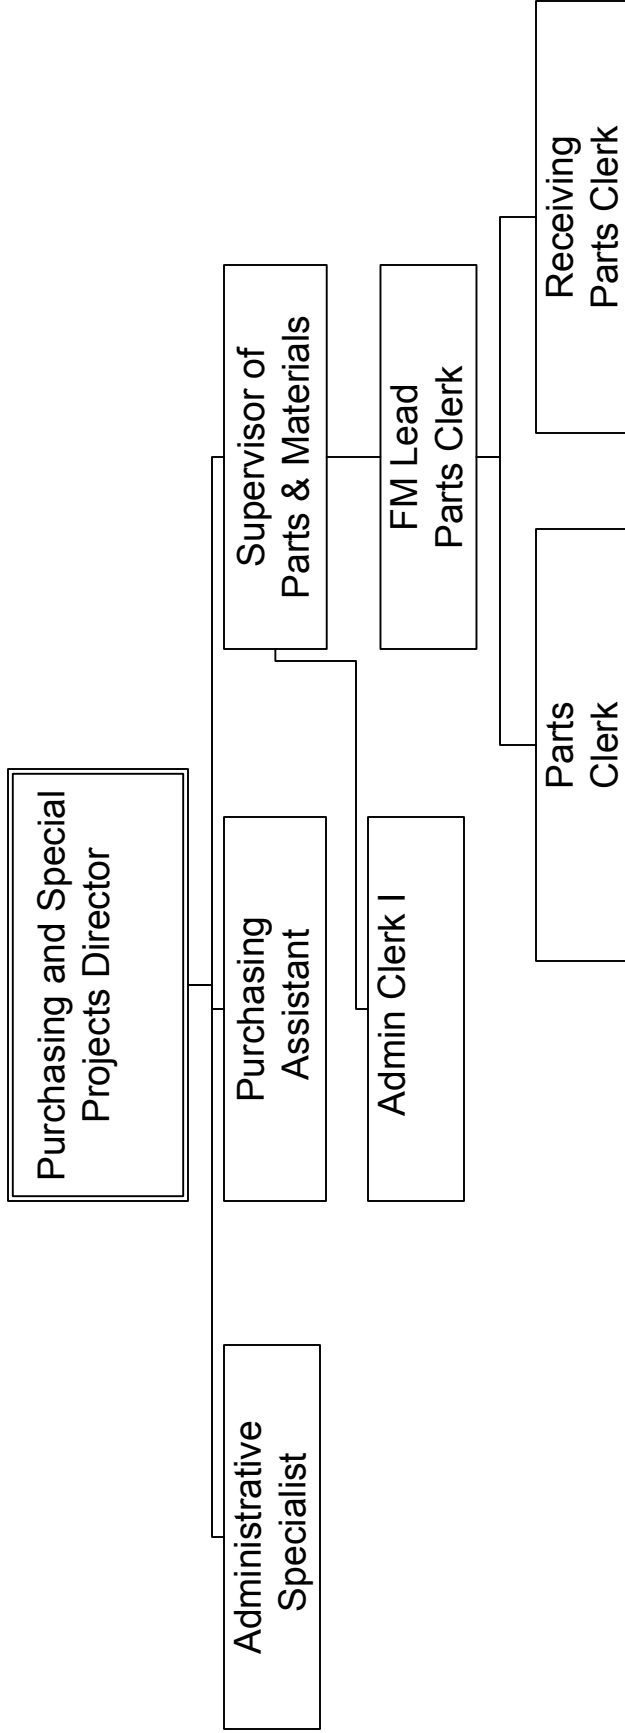 Purchasing and Special
Projects Director
Administrative
Specialist
Purchasing
Assistant
Supervisor of
Parts & Materials
Admin Clerk I
FM Lead
Parts Clerk
Parts
Clerk
Receiving
Parts Clerk